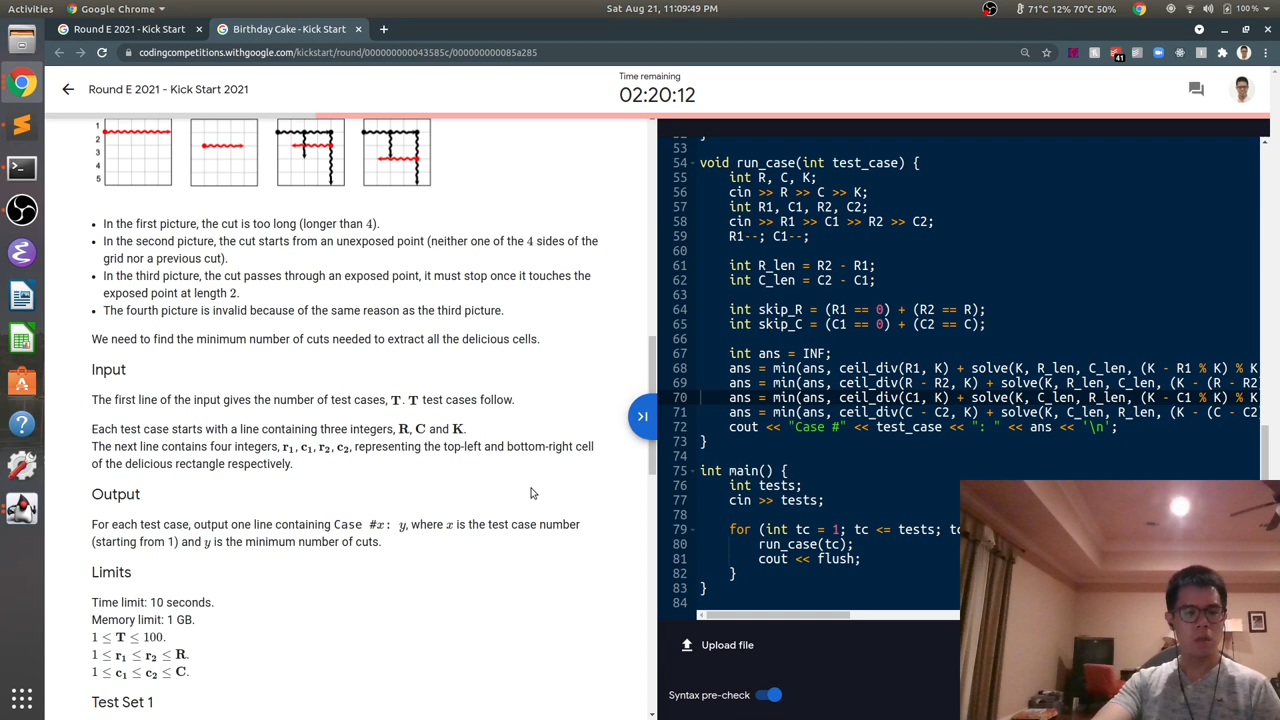 Activities
Google Chrome
Sat Aug 21, 11:09:49 PM
71°C 12% 70°C 50%
100 %
Round E 2021 - Kick Start
Birthday Cake - Kick Start
codingcompetitions.withgoogle.com/kickstart/round/000000000043585c/000000000085a285
41
Round E 2021 - Kick Start 2021
Time remaining
02:20:12
1
2
3
4
5
• In the first picture, the cut is too long (longer than 4).
• In the second picture, the cut starts from an unexposed point (neither one of the 4 sides of the
grid nor a previous cut).
• In the third picture, the cut passes through an exposed point, it must stop once it touches the
exposed point at length 2.
• The fourth picture is invalid because of the same reason as the third picture.
We need to find the minimum number of cuts needed to extract all the delicious cells.
Input
The first line of the input gives the number of test cases, T. T test cases follow.
Each test case starts with a line containing three integers, R, C and K.
The next line contains four integers, r1, c1, r2, c2, representing the top-left and bottom-right cell
of the delicious rectangle respectively.
Output
For each test case, output one line containing Case #x: y, where x is the test case number
(starting from 1) and y is the minimum number of cuts.
Limits
Time limit: 10 seconds.
Memory limit: 1 GB.
1 ≤ T ≤ 100.
1 ≤ r1 ≤ r2 ≤ R.
1 ≤ c1 ≤ c2 ≤ C.
Test Set 1
53
54 void run_case(int test_case) {
55 int R, C, K;
56 cin >> R >> C >> K;
57 int R1, C1, R2, C2;
58 cin >> R1 >> C1 >> R2 >> C2;
59 R1--; C1--;
60
61 int R_len = R2 - R1;
62 int C_len = C2 - C1;
63
64 int skip_R = (R1 == 0) + (R2 == R);
65 int skip_C = (C1 == 0) + (C2 == C);
66
67 int ans = INF;
68 ans = min(ans, ceil_div(R1, K) + solve(K, R_len, C_len, (K - R1 % K) % K
69 ans = min(ans, ceil_div(R - R2, K) + solve(K, R_len, C_len, (K - (R - R2
70 ans = min(ans, ceil_div(C1, K) + solve(K, C_len, R_len, (K - C1 % K) % K
71 ans = min(ans, ceil_div(C - C2, K) + solve(K, C_len, R_len, (K - (C - C2
72 cout << "Case #" << test_case << ": " << ans << '\n';
73 }
74
75 int main() {
76 int tests;
77 cin >> tests;
78
79 for (int tc = 1; tc <= tests; tc
80 run_case(tc);
81 cout << flush;
82 }
83 }
84
Upload file
Syntax pre-check